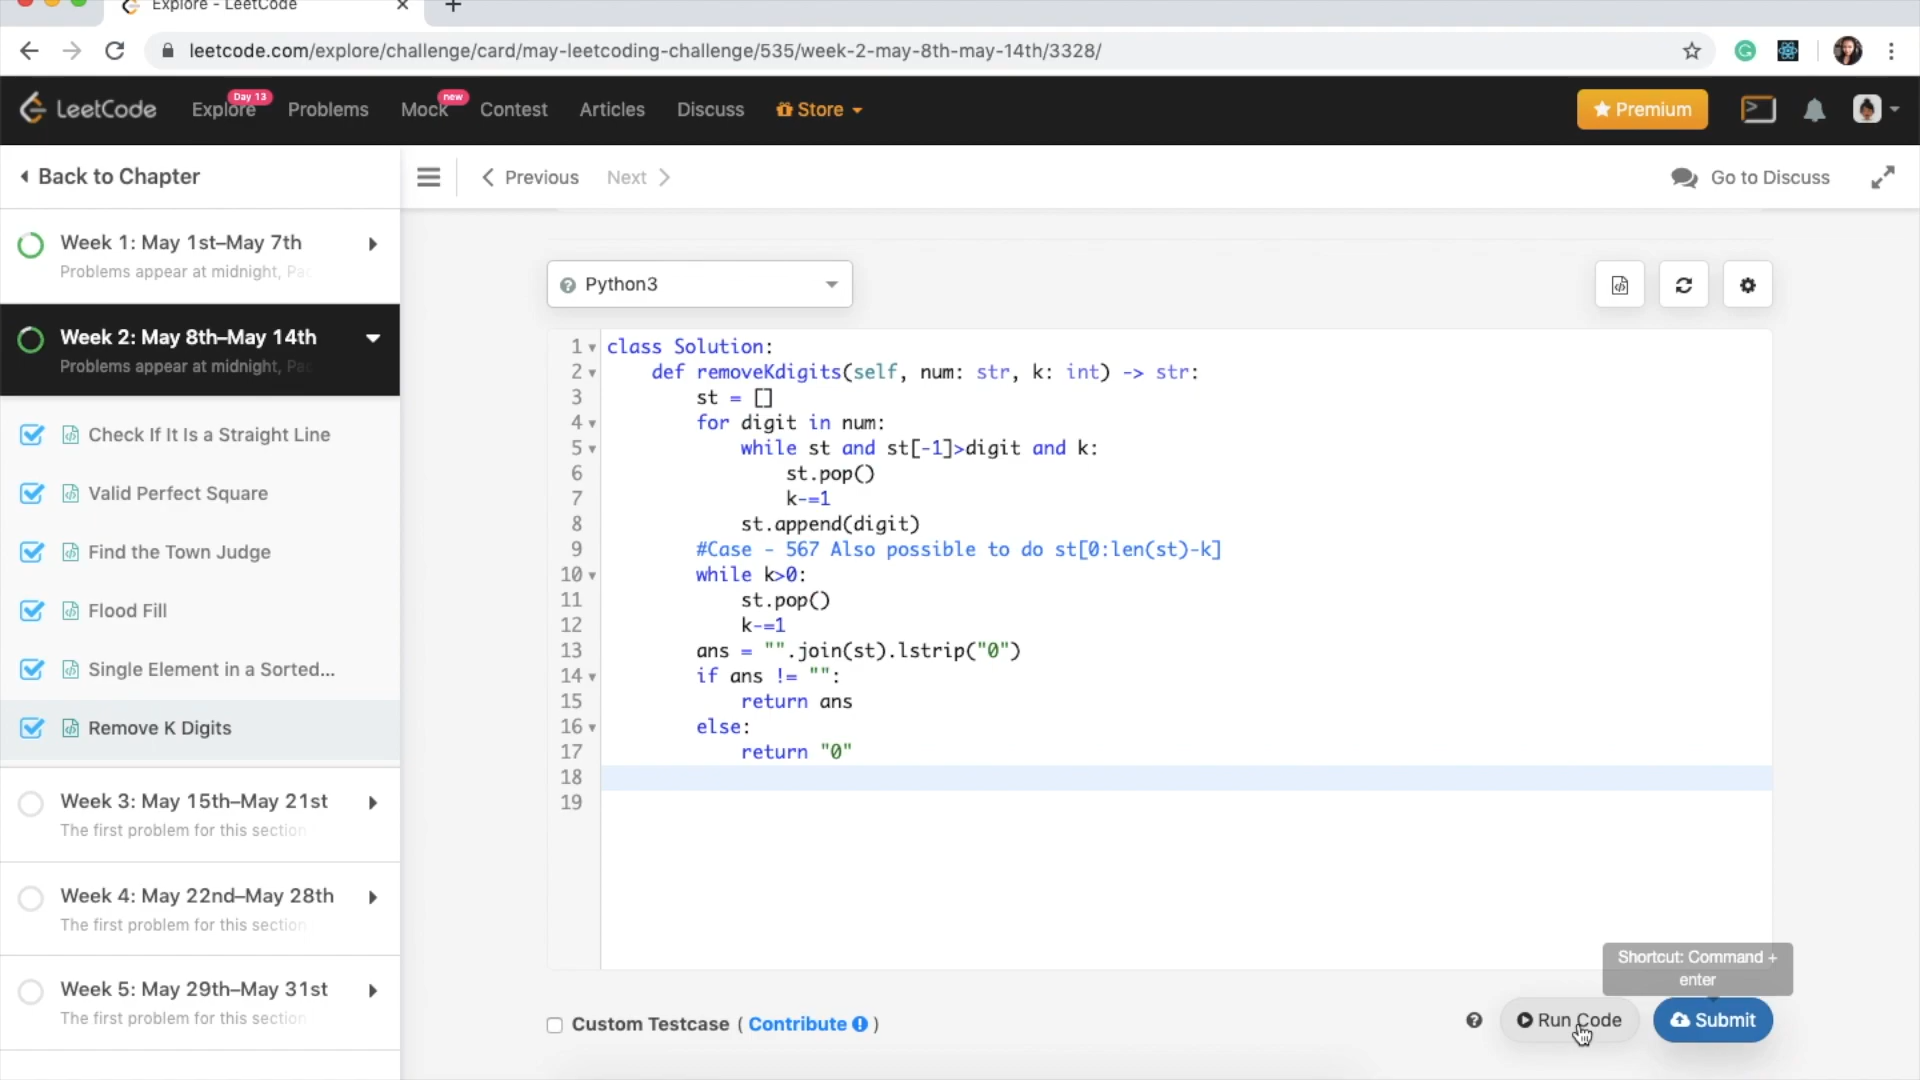 Explore - LeetCode
leetcode.com/explore/challenge/card/may-leetcoding-challenge/535/week-2-may-8th-may-14th/3328/
LeetCode Explore Day 13 Problems Mock new Contest Articles Discuss Store Premium
Back to Chapter
Previous Next Go to Discuss
Week 1: May 1st–May 7th
Problems appear at midnight,
Week 2: May 8th–May 14th
Problems appear at midnight,
Check If It Is a Straight Line
Valid Perfect Square
Find the Town Judge
Flood Fill
Single Element in a Sorted...
Remove K Digits
Week 3: May 15th–May 21st
The first problem for this section
Week 4: May 22nd–May 28th
The first problem for this section
Week 5: May 29th–May 31st
The first problem for this section
Python3
1 class Solution:
2     def removeKdigits(self, num: str, k: int) -> str:
3         st = []
4         for digit in num:
5             while st and st[-1]>digit and k:
6                 st.pop()
7                 k-=1
8             st.append(digit)
9         #Case - 567 Also possible to do st[0:len(st)-k]
10         while k>0:
11             st.pop()
12             k-=1
13         ans = "".join(st).lstrip("0")
14         if ans != "":
15             return ans
16         else:
17             return "0"
18
19
Shortcut: Command +
enter
Custom Testcase ( Contribute )
Run Code Submit